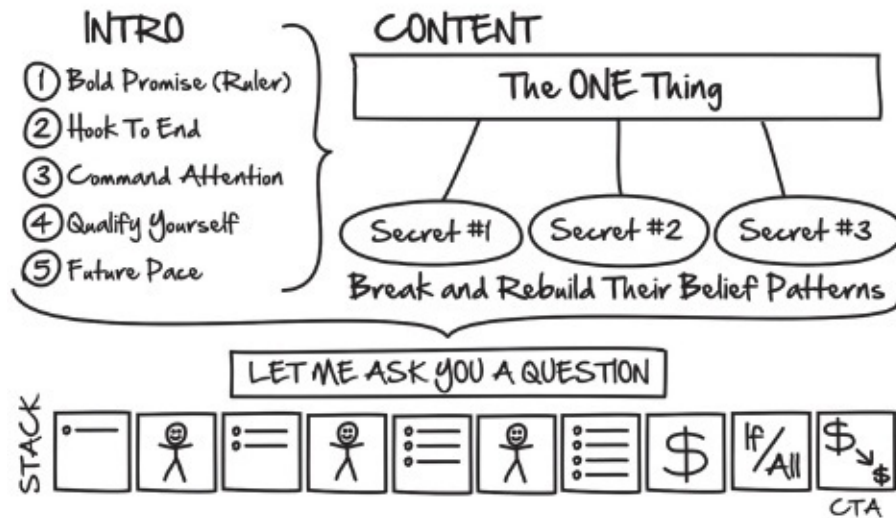 INTRO
① Bold Promise (Ruler)
② Hook To End
③ Command Attention
④ Qualify Yourself
⑤ Future Pace
CONTENT
The ONE Thing
Secret #1
Secret #2
Secret #3
Break and Rebuild Their Belief Patterns
LET ME ASK YOU A QUESTION
STACK
$
If/All
$ $
CTA